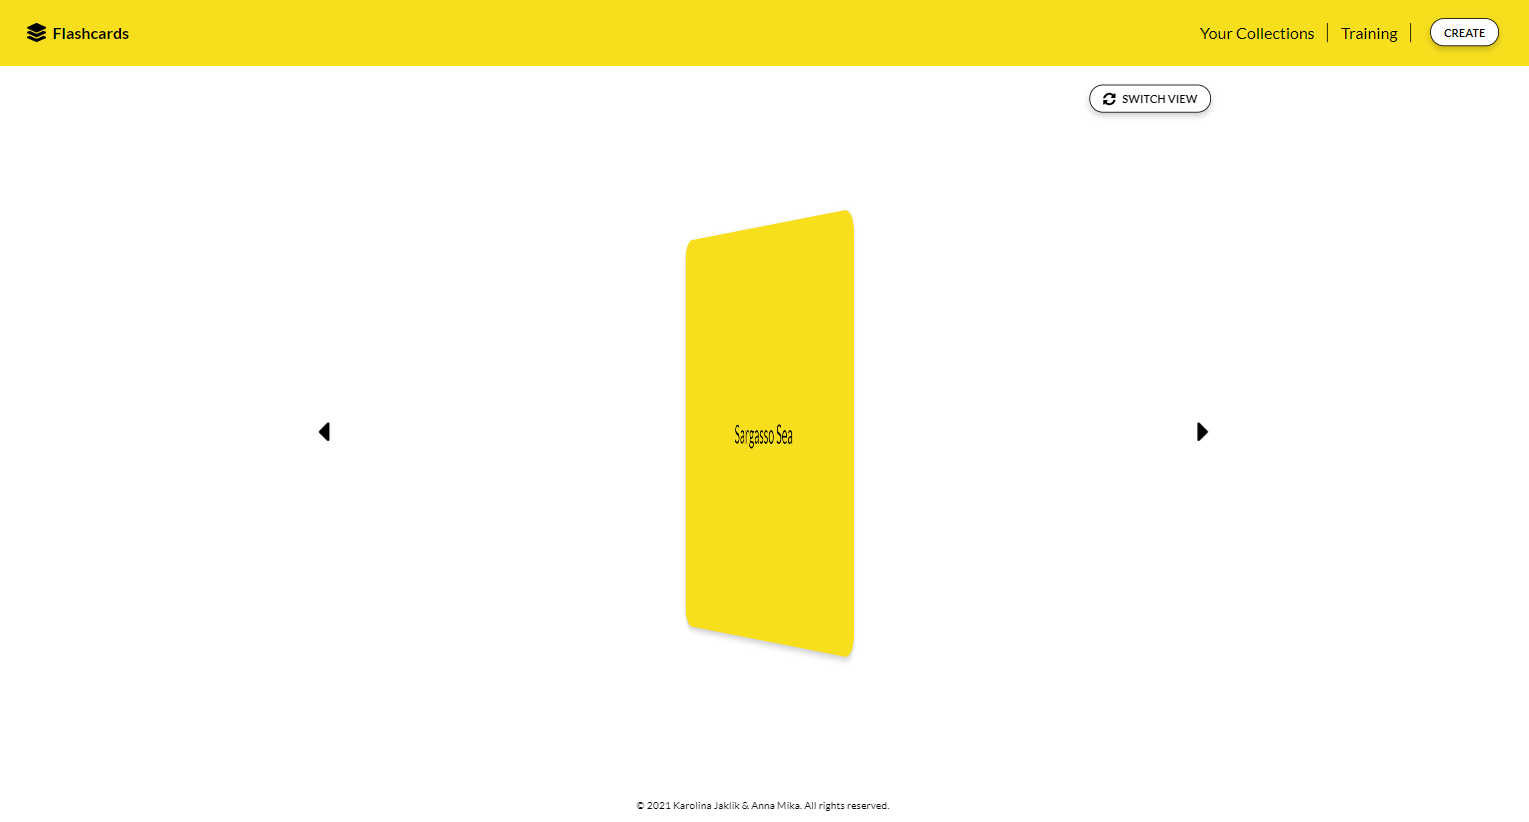 Flashcards
Your Collections
Training
CREATE
SWITCH VIEW
Sargasso Sea
© 2021 Karolina Jaklik & Anna Mika. All rights reserved.